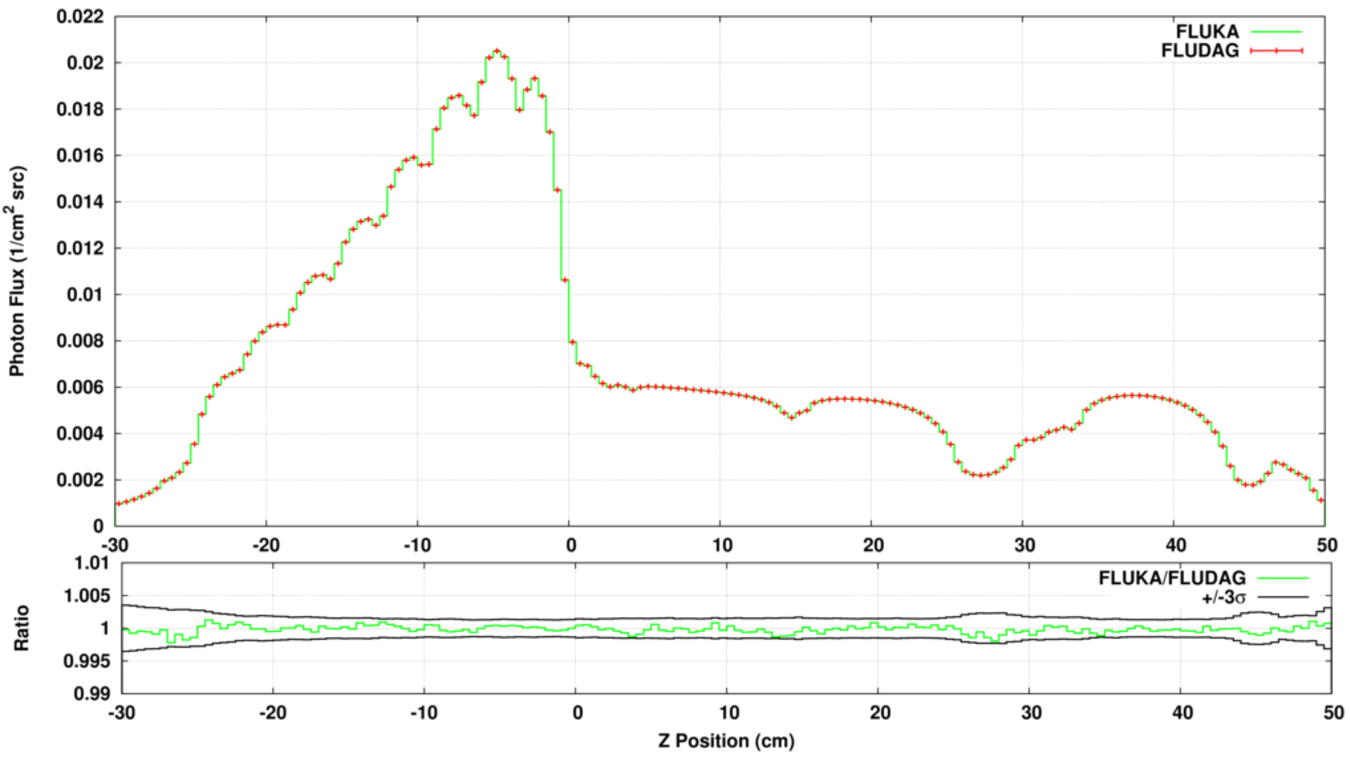 0.022
0.02
0.018
0.016
0.014
0.012
0.01
0.008
0.006
0.004
0.002
0
Photon Flux (1/cm² src)
FLUKA
FLUDAG
-30 -20 -10 0 10 20 30 40 50
1.01
1.005
1
0.995
0.99
Ratio
FLUKA/FLUDAG
+/-3σ
-30 -20 -10 0 10 20 30 40 50
Z Position (cm)